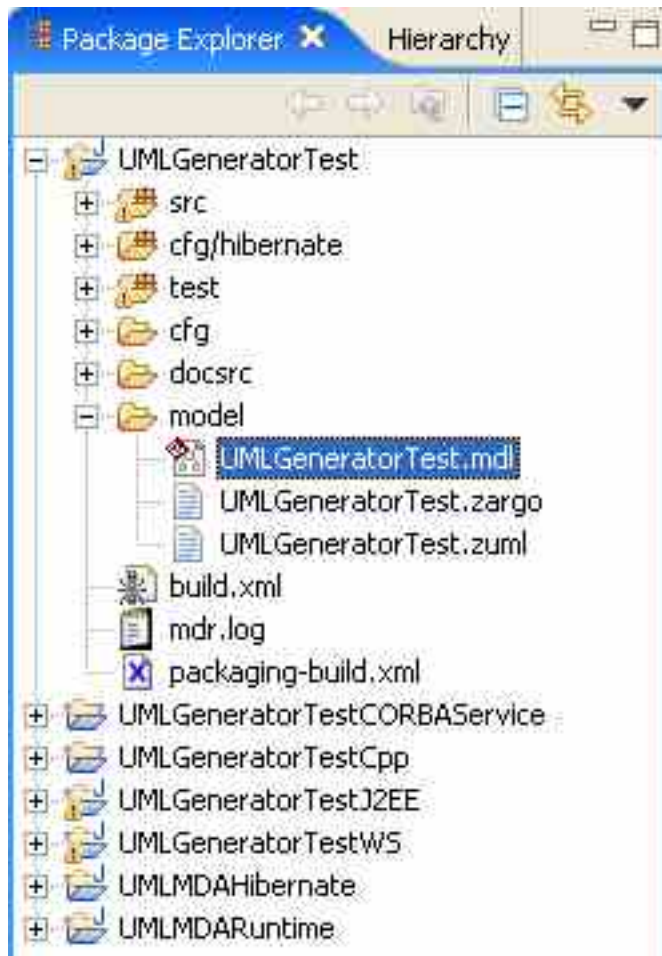 Package Explorer Hierarchy
UMLGeneratorTest
src
cfg/hibernate
test
cfg
docsrc
model
UMLGeneratorTest.mdl
UMLGeneratorTest.zargo
UMLGeneratorTest.zuml
build.xml
mdr.log
packaging-build.xml
UMLGeneratorTestCORBAService
UMLGeneratorTestCpp
UMLGeneratorTestJ2EE
UMLGeneratorTestWS
UMLMDAHibernate
UMLMDARuntime